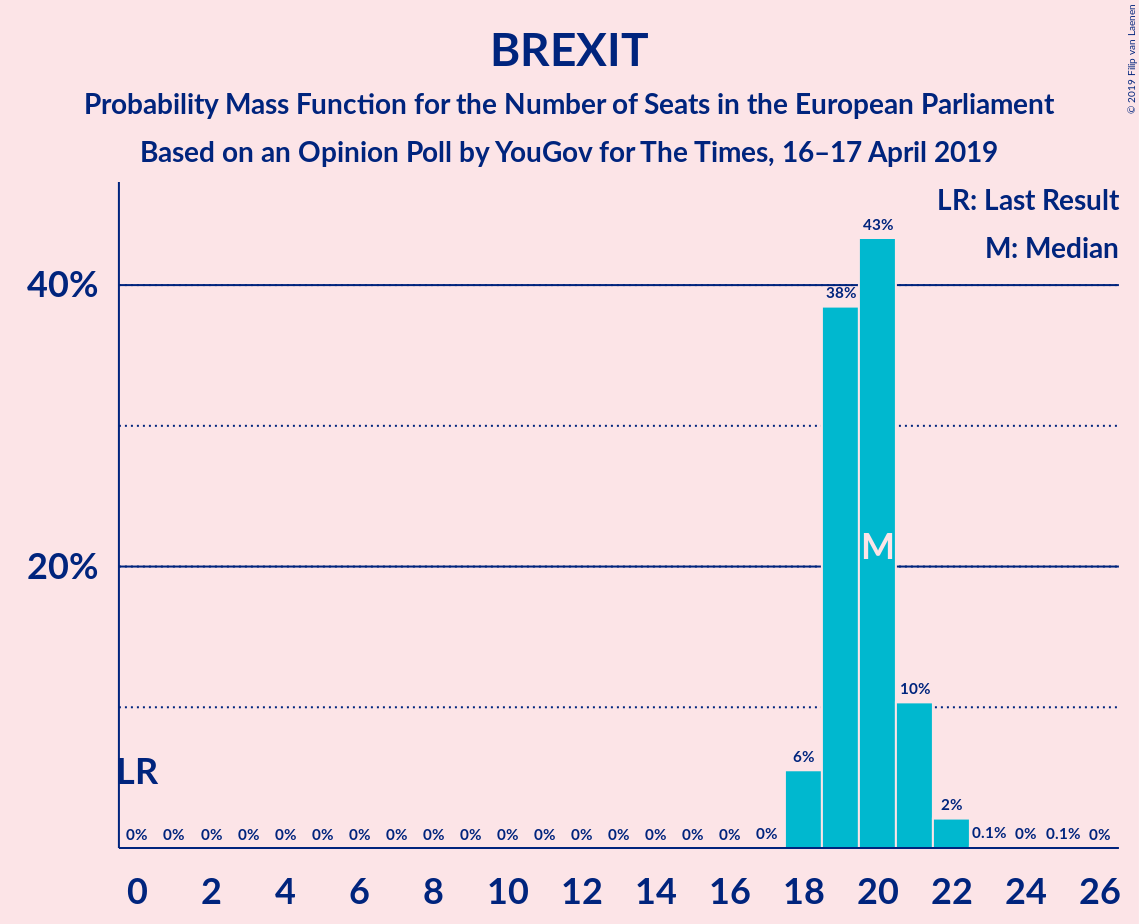 BREXIT
Probability Mass Function for the Number of Seats in the European Parliament
Based on an Opinion Poll by YouGov for The Times, 16–17 April 2019
© 2019 Filip van Laenen
LR: Last Result
M: Median
43%
40%
38%
M
20%
10%
6%
LR
2%
0% 0% 0% 0% 0% 0% 0% 0% 0% 0% 0% 0% 0% 0% 0% 0% 0% 0% 0.1% 0% 0.1% 0%
0 2 4 6 8 10 12 14 16 18 20 22 24 26